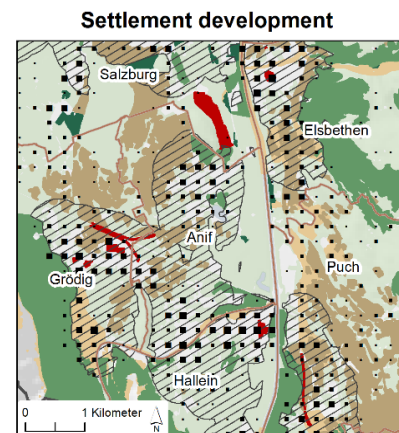 Settlement development
Salzburg
Elsbethen
Anif
Puch
Grödig
Hallein
0 1 Kilometer
N